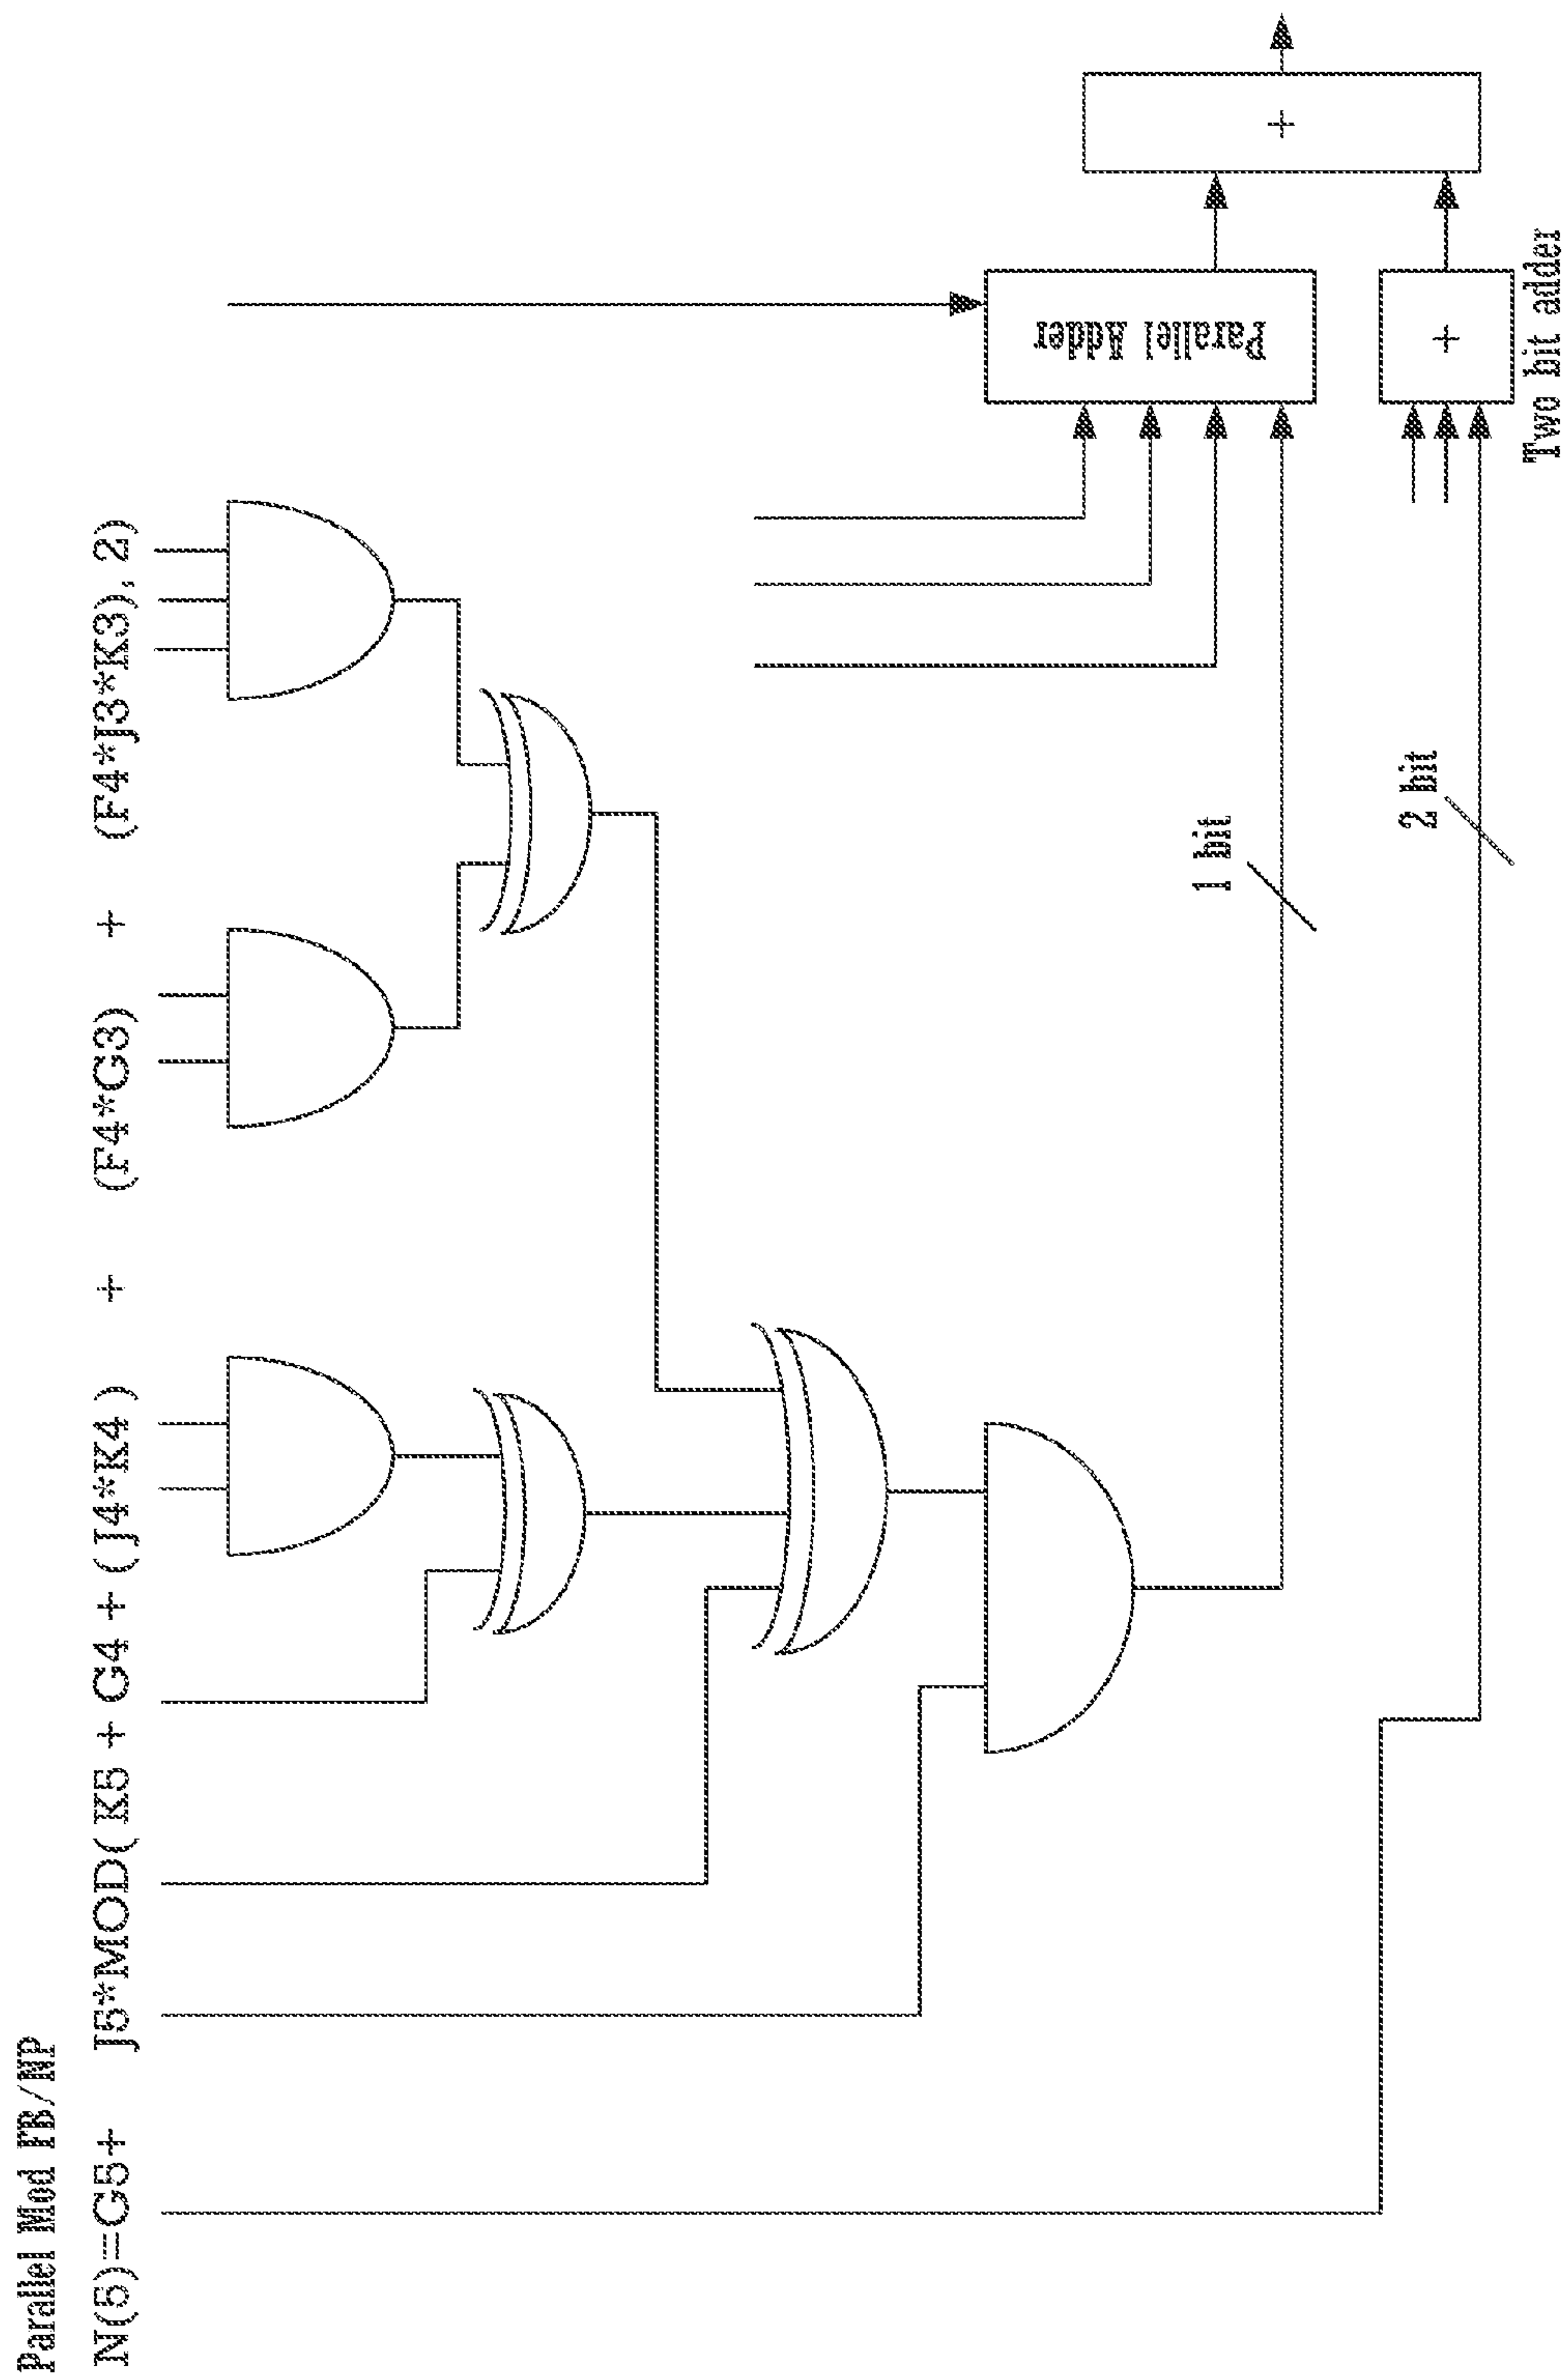 Parallel Mod FB/NP
N(5)=G5+ J5*MOD( K5 + G4 + ( J4*K4 ) + (F4*G3) + (F4*J3*K3), 2)
1 bit
2 bit
Parallel Adder
+
Two bit adder
+